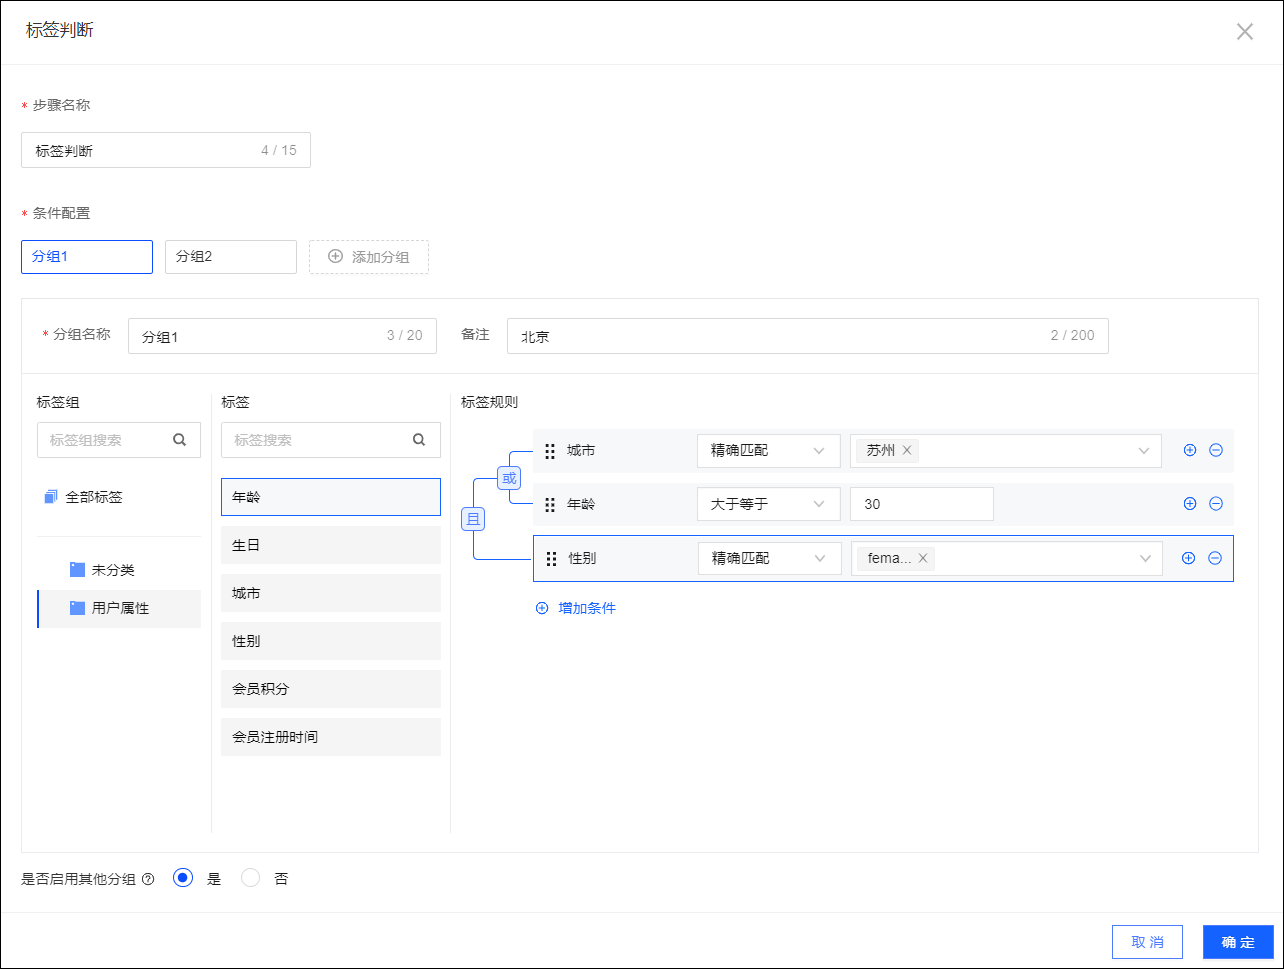 标签判断
* 步骤名称
标签判断 4 / 15
* 条件配置
分组1 分组2 添加分组
* 分组名称 分组1 3 / 20 备注 北京 2 / 200
标签组 标签 标签规则
标签组搜索 标签搜索
全部标签
未分类
用户属性
年龄
生日
城市
性别
会员积分
会员注册时间
或
且
城市 精确匹配 苏州
年龄 大于等于 30
性别 精确匹配 fema...
增加条件
是否启用其他分组 是 否
取 消 确 定